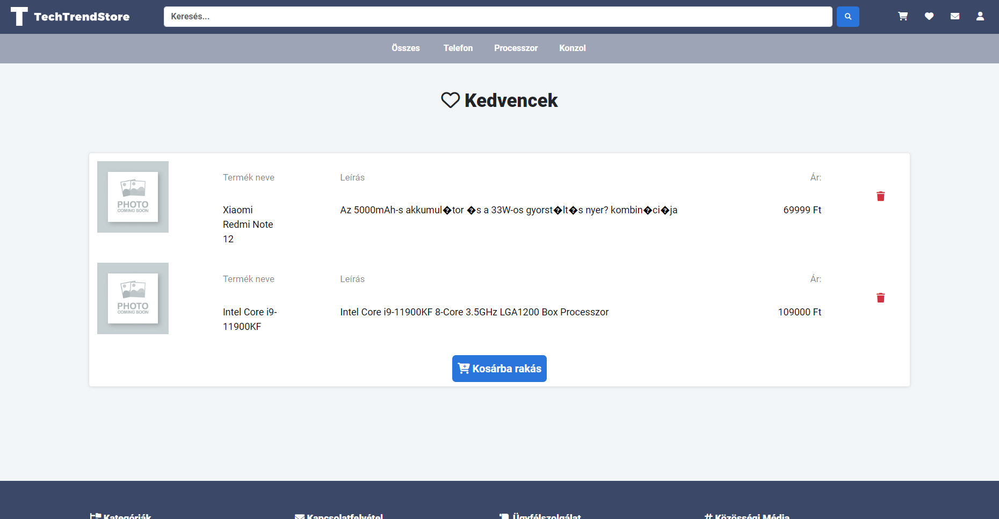 TechTrendStore
Keresés...
Összes Telefon Processzor Konzol
Kedvencek
PHOTO
COMING SOON
Termék neve Leírás Ár:
Xiaomi Az 5000mAh-s akkumul�tor �s a 33W-os gyorst�lt�s nyer? kombin�ci�ja 69999 Ft
Redmi Note
12
PHOTO
COMING SOON
Termék neve Leírás Ár:
Intel Core i9- Intel Core i9-11900KF 8-Core 3.5GHz LGA1200 Box Processzor 109000 Ft
11900KF
Kosárba rakás
Kategóriák Kapcsolatfelvétel Ügyfélszolgálat # Közösségi Média